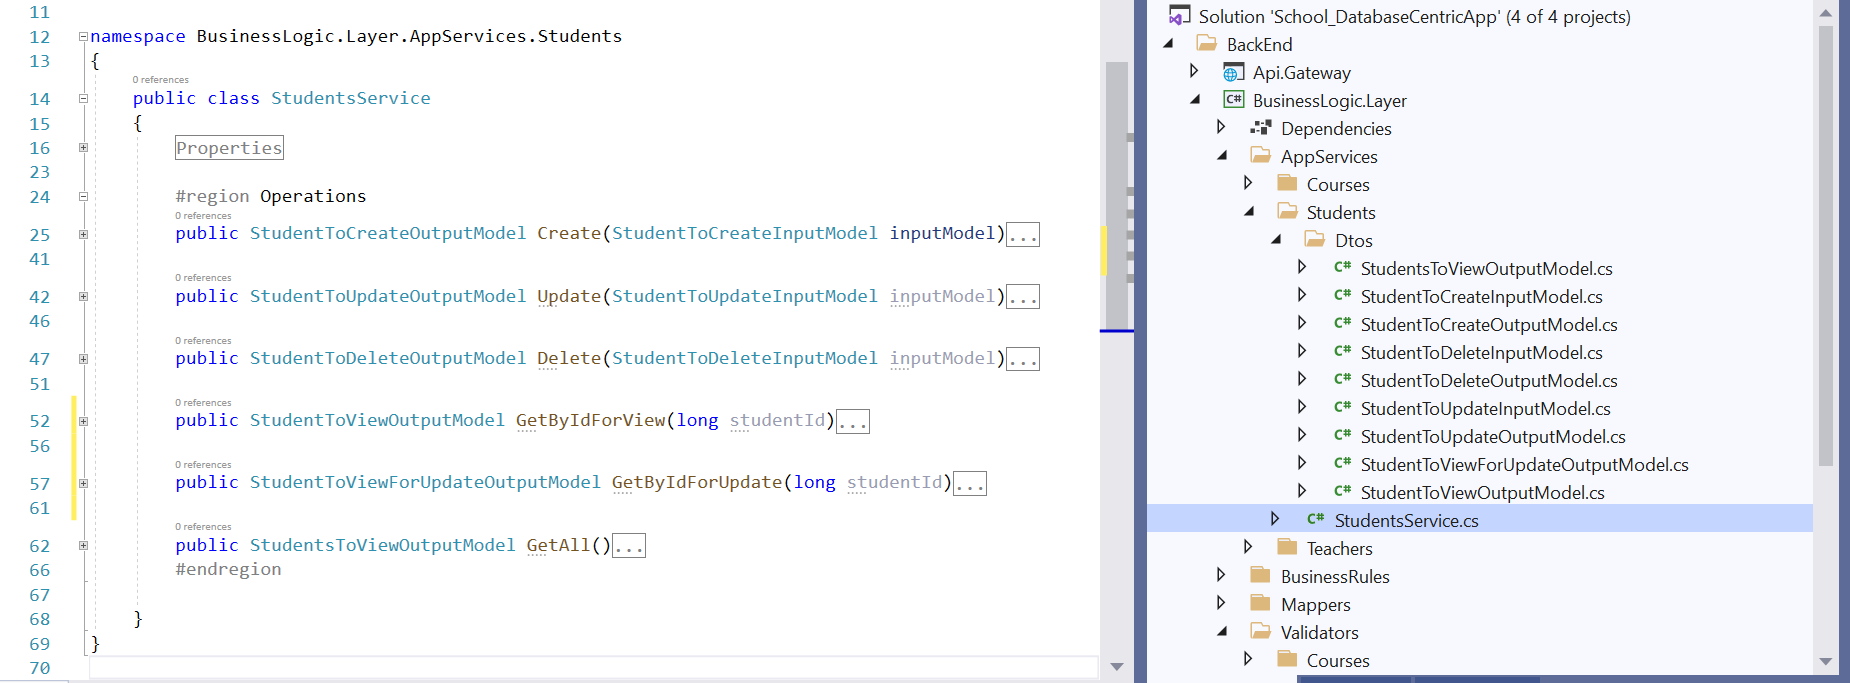 11
12 namespace BusinessLogic.Layer.AppServices.Students
13 {
0 references
14 public class StudentsService
15 {
16 Properties
23
24 #region Operations
0 references
25 public StudentToCreateOutputModel Create(StudentToCreateInputModel inputModel)...
41
0 references
42 public StudentToUpdateOutputModel Update(StudentToUpdateInputModel inputModel)...
46
0 references
47 public StudentToDeleteOutputModel Delete(StudentToDeleteInputModel inputModel)...
51
0 references
52 public StudentToViewOutputModel GetByIdForView(long studentId)...
56
0 references
57 public StudentToViewForUpdateOutputModel GetByIdForUpdate(long studentId)...
61
0 references
62 public StudentsToViewOutputModel GetAll()...
66 #endregion
67
68 }
69 }
70
Solution 'School_DatabaseCentricApp' (4 of 4 projects)
BackEnd
Api.Gateway
C# BusinessLogic.Layer
Dependencies
AppServices
Courses
Students
Dtos
C# StudentsToViewOutputModel.cs
C# StudentToCreateInputModel.cs
C# StudentToCreateOutputModel.cs
C# StudentToDeleteInputModel.cs
C# StudentToDeleteOutputModel.cs
C# StudentToUpdateInputModel.cs
C# StudentToUpdateOutputModel.cs
C# StudentToViewForUpdateOutputModel.cs
C# StudentToViewOutputModel.cs
C# StudentsService.cs
Teachers
BusinessRules
Mappers
Validators
Courses